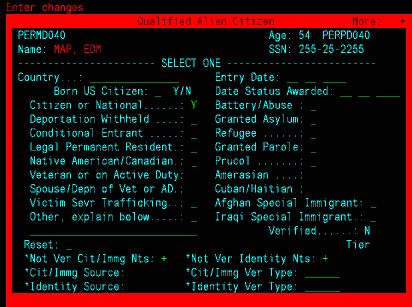 Enter changes
Qualified Alien Citizen More: +
PERMD040 Age: 54 PERPD040
Name: MAP, EDM SSN: 255-25-2255
---------------------- SELECT ONE ----------------------
Country...: _______________ Entry Date: __ __ ____
Born US Citizen: _ Y/N Date Status Awarded: __ __ ____
Citizen or National......: Y Battery/Abuse : _
Deportation Withheld ....: _ Granted Asylum: _
Conditional Entrant .....: _ Refugee ......: _
Legal Permanent Resident.: _ Granted Parole: _
Native American/Canadian.: _ Prucol .......: _
Veteran or on Active Duty: _ Amerasian ....: _
Spouse/Depn of Vet or AD.: _ Cuban/Haitian : _
Victim Sevr Trafficking..: _ Afghan Special Immigrant: _
Other, explain below.....: _ Iraqi Special Immigrant.: _
______________________________ Verified......: N
Reset: _ Tier
*Not Ver Cit/Immg Nts: + *Not Ver Identity Nts: +
*Cit/Immg Source: *Cit/Immg Ver Type: _____
*Identity Source: *Identity Ver Type: _____